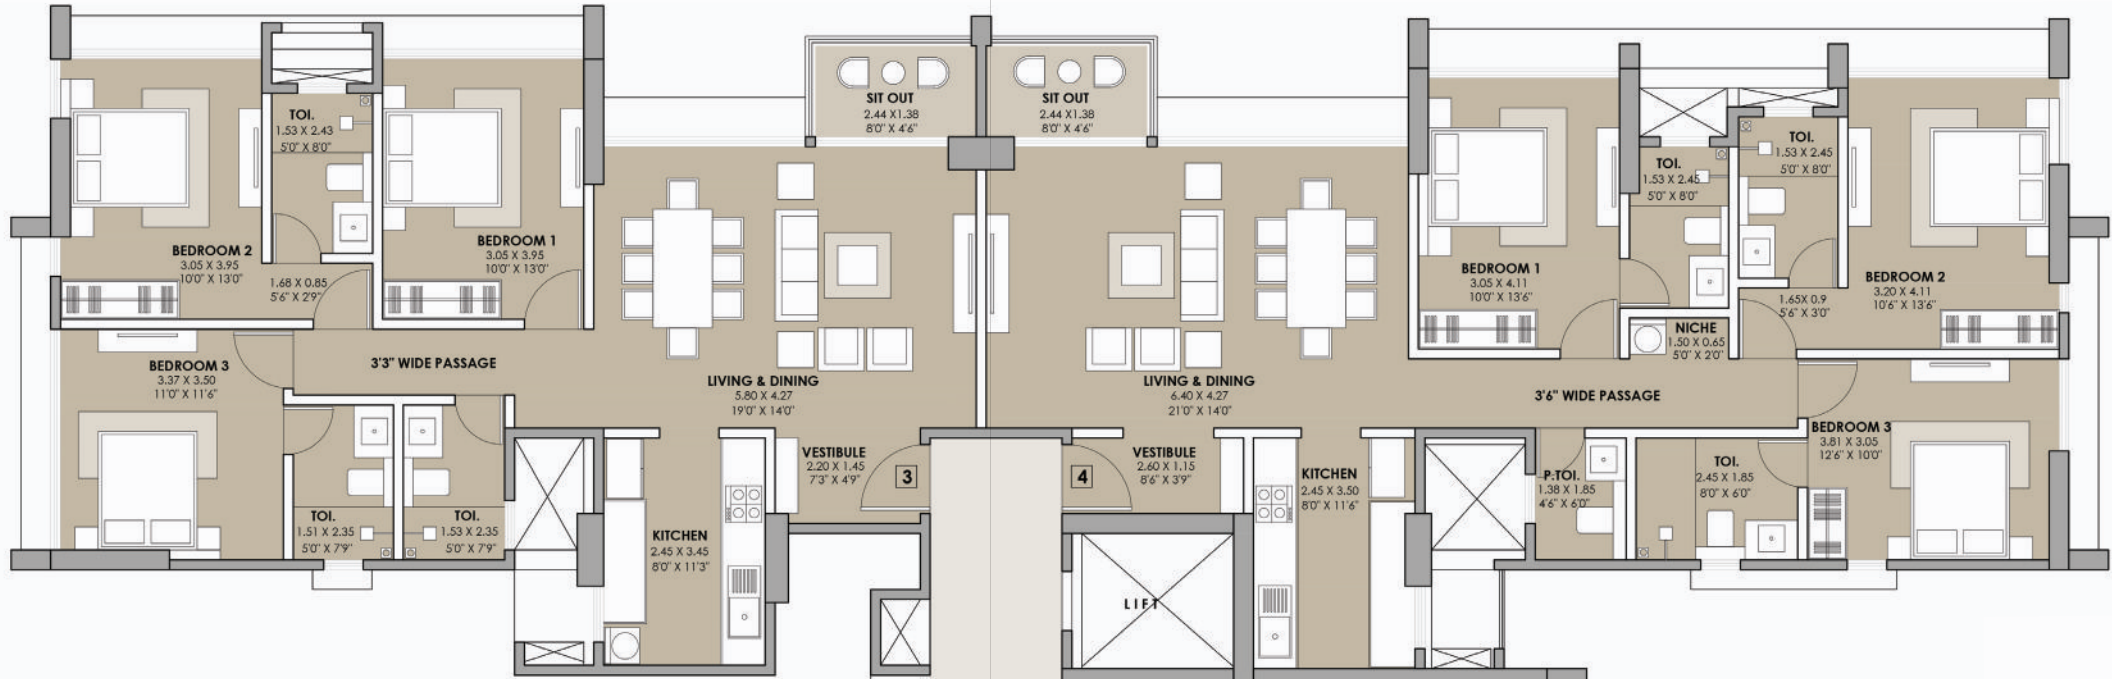 SIT OUT
2.44 X1.38
8'0" X 4'6"
SIT OUT
2.44 X1.38
8'0" X 4'6"
TOI.
1.53 X 2.43
5'0" X 8'0"
BEDROOM 2
3.05 X 3.95
10'0" X 13'0"
BEDROOM 1
3.05 X 3.95
10'0" X 13'0"
1.68 X 0.85
5'6" X 2'9"
BEDROOM 3
3.37 X 3.50
11'0" X 11'6"
3'3" WIDE PASSAGE
LIVING & DINING
5.80 X 4.27
19'0" X 14'0"
VESTIBULE
2.20 X 1.45
7'3" X 4'9"
3
TOI.
1.51 X 2.35
5'0" X 7'9"
TOI.
1.53 X 2.35
5'0" X 7'9"
KITCHEN
2.45 X 3.45
8'0" X 11'3"
TOI.
1.53 X 2.45
5'0" X 8'0"
TOI.
1.53 X 2.45
5'0" X 8'0"
BEDROOM 1
3.05 X 4.11
10'0" X 13'6"
BEDROOM 2
3.20 X 4.11
10'6" X 13'6"
1.65X 0.9
5'6" X 3'0"
NICHE
1.50 X 0.65
5'0" X 2'0"
LIVING & DINING
6.40 X 4.27
21'0" X 14'0"
3'6" WIDE PASSAGE
VESTIBULE
2.60 X 1.15
8'6" X 3'9"
4
KITCHEN
2.45 X 3.50
8'0" X 11'6"
P.TOI.
1.38 X 1.85
4'6" X 6'0"
TOI.
2.45 X 1.85
8'0" X 6'0"
BEDROOM 3
3.81 X 3.05
12'6" X 10'0"
LIFT